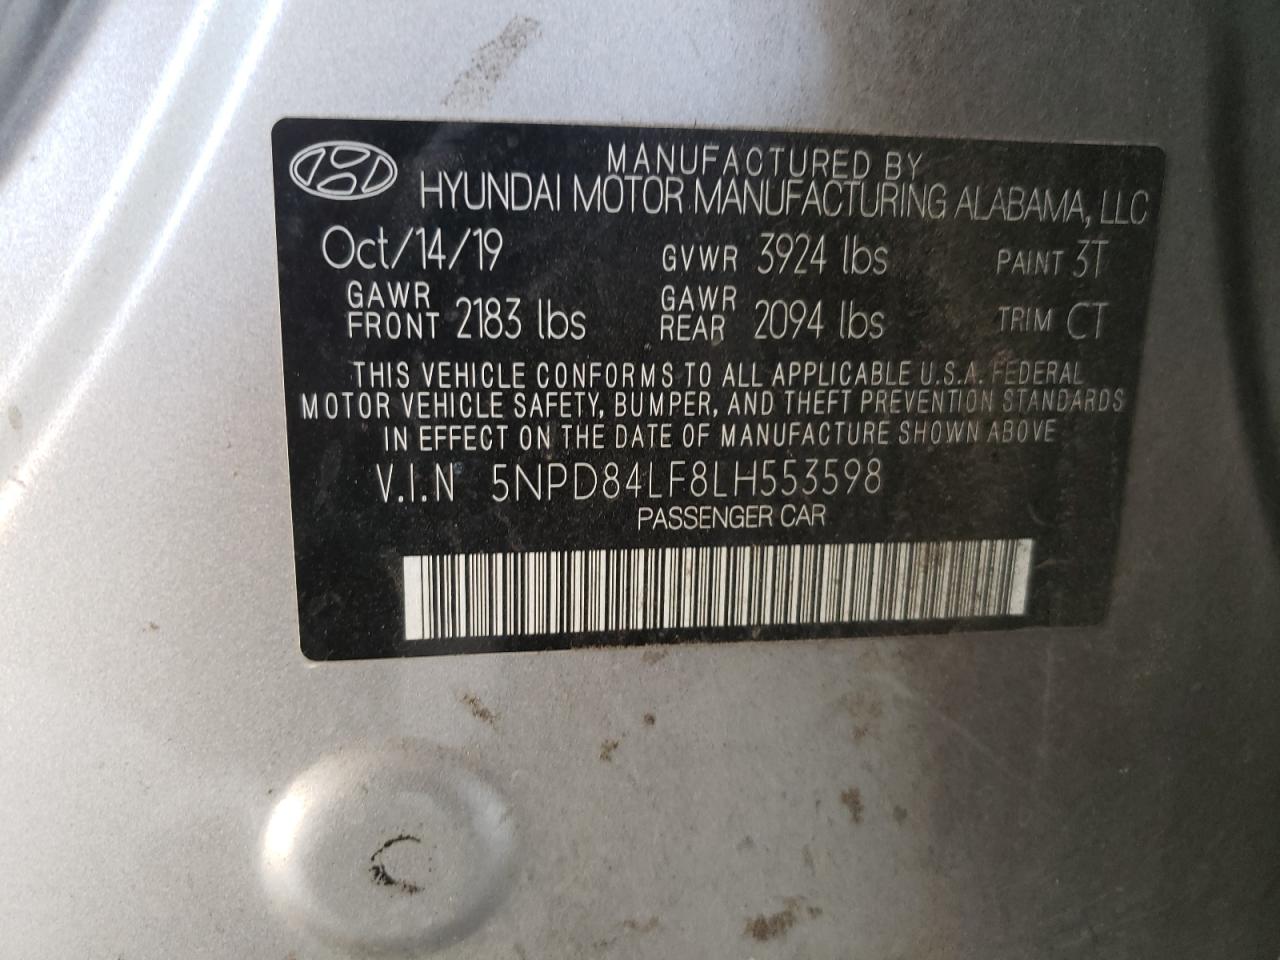 MANUFACTURED BY
HYUNDAI MOTOR MANUFACTURING ALABAMA, LLC
Oct/14/19 GVWR 3924 lbs PAINT 3T
GAWR FRONT 2183 lbs GAWR REAR 2094 lbs TRIM CT
THIS VEHICLE CONFORMS TO ALL APPLICABLE U.S.A. FEDERAL
MOTOR VEHICLE SAFETY, BUMPER, AND THEFT PREVENTION STANDARDS
IN EFFECT ON THE DATE OF MANUFACTURE SHOWN ABOVE
V.I.N 5NPD84LF8LH553598
PASSENGER CAR